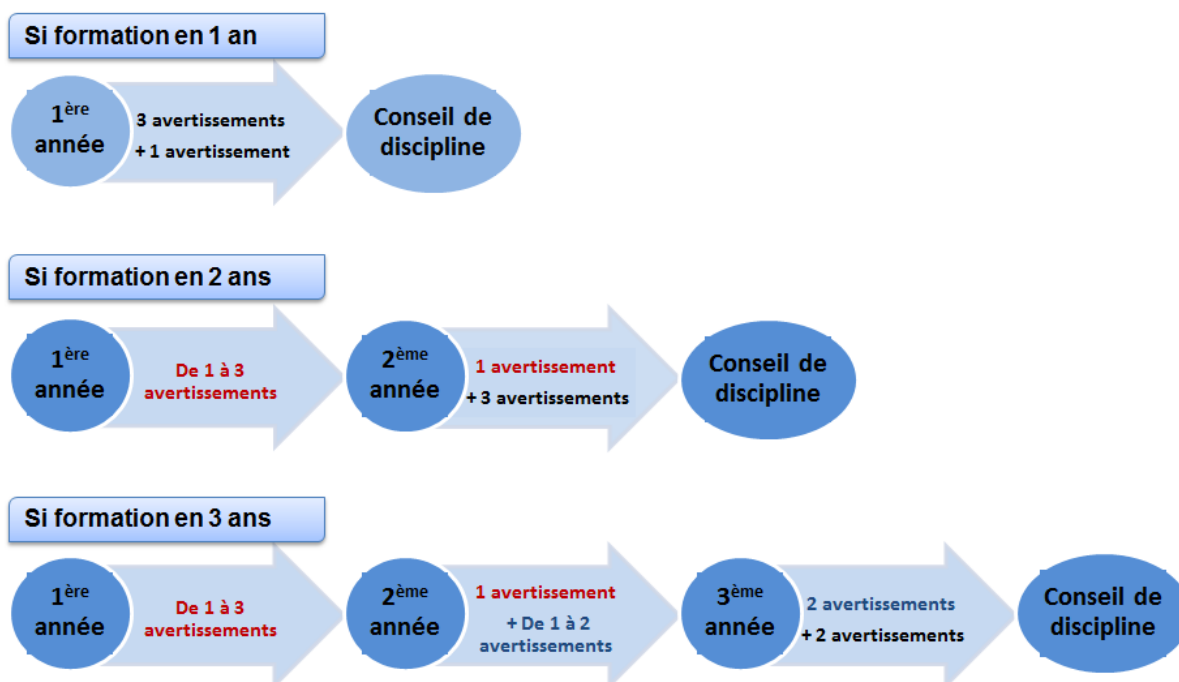 Si formation en 1 an
1ère
année
3 avertissements
+ 1 avertissement
Conseil de
discipline
Si formation en 2 ans
1ère
année
De 1 à 3
avertissements
2ème
année
1 avertissement
+ 3 avertissements
Conseil de
discipline
Si formation en 3 ans
1ère
année
De 1 à 3
avertissements
2ème
année
1 avertissement
+ De 1 à 2
avertissements
3ème
année
2 avertissements
+ 2 avertissements
Conseil de
discipline